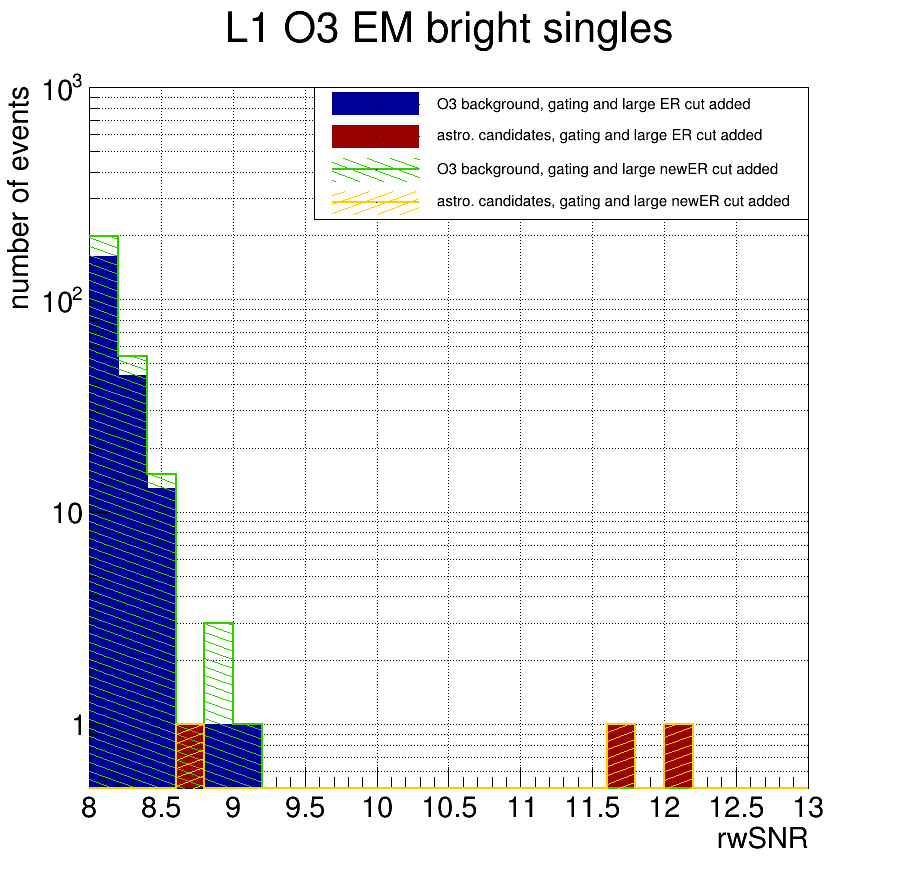 L1 O3 EM bright singles
number of events
10³
10²
10
1
O3 background, gating and large ER cut added
astro. candidates, gating and large ER cut added
O3 background, gating and large newER cut added
astro. candidates, gating and large newER cut added
8 8.5 9 9.5 10 10.5 11 11.5 12 12.5 13
rwSNR